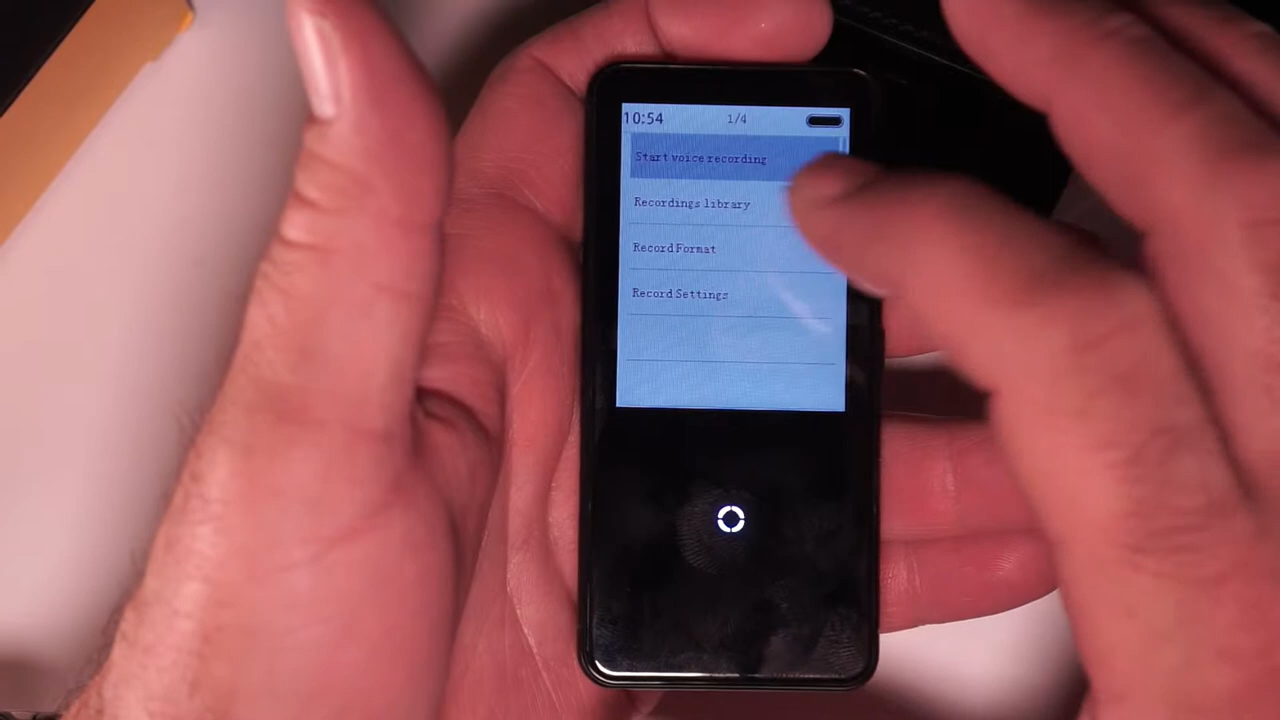 10:54 1/4
Start voice recording
Recordings library
Record Format
Record Settings